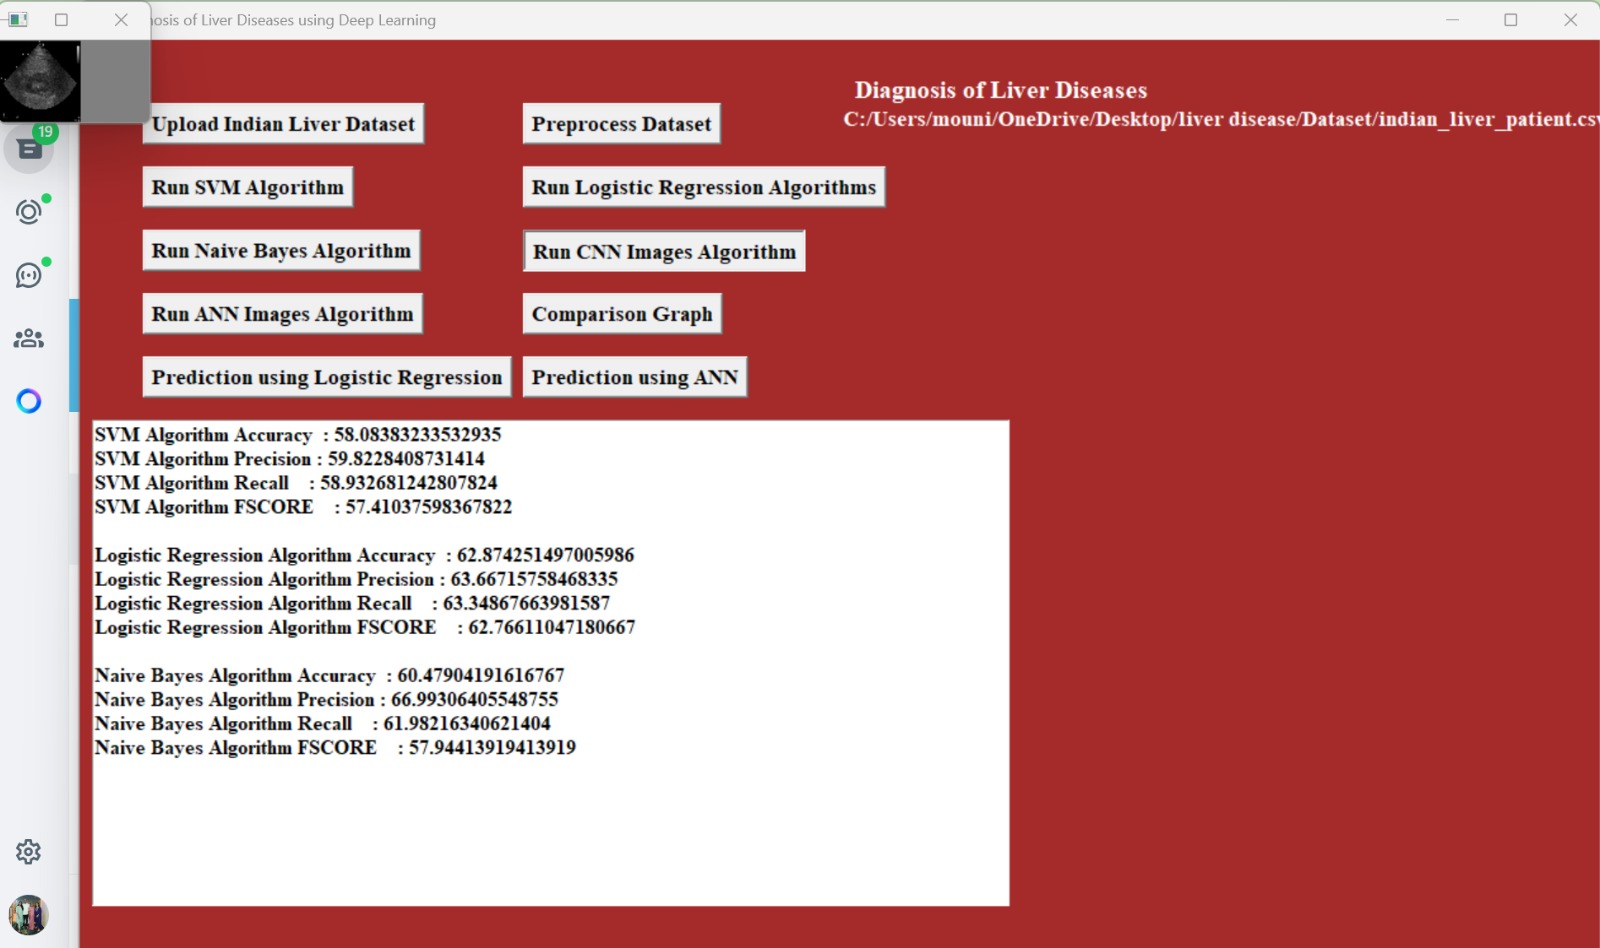 nosis of Liver Diseases using Deep Learning
Diagnosis of Liver Diseases
C:/Users/mouni/OneDrive/Desktop/liver disease/Dataset/indian_liver_patient.csv
Upload Indian Liver Dataset
Preprocess Dataset
19
Run SVM Algorithm
Run Logistic Regression Algorithms
Run Naive Bayes Algorithm
Run CNN Images Algorithm
Run ANN Images Algorithm
Comparison Graph
Prediction using Logistic Regression
Prediction using ANN
SVM Algorithm Accuracy : 58.08383233532935
SVM Algorithm Precision : 59.8228408731414
SVM Algorithm Recall : 58.932681242807824
SVM Algorithm FSCORE : 57.41037598367822
Logistic Regression Algorithm Accuracy : 62.874251497005986
Logistic Regression Algorithm Precision : 63.66715758468335
Logistic Regression Algorithm Recall : 63.34867663981587
Logistic Regression Algorithm FSCORE : 62.76611047180667
Naive Bayes Algorithm Accuracy : 60.47904191616767
Naive Bayes Algorithm Precision : 66.99306405548755
Naive Bayes Algorithm Recall : 61.98216340621404
Naive Bayes Algorithm FSCORE : 57.94413919413919